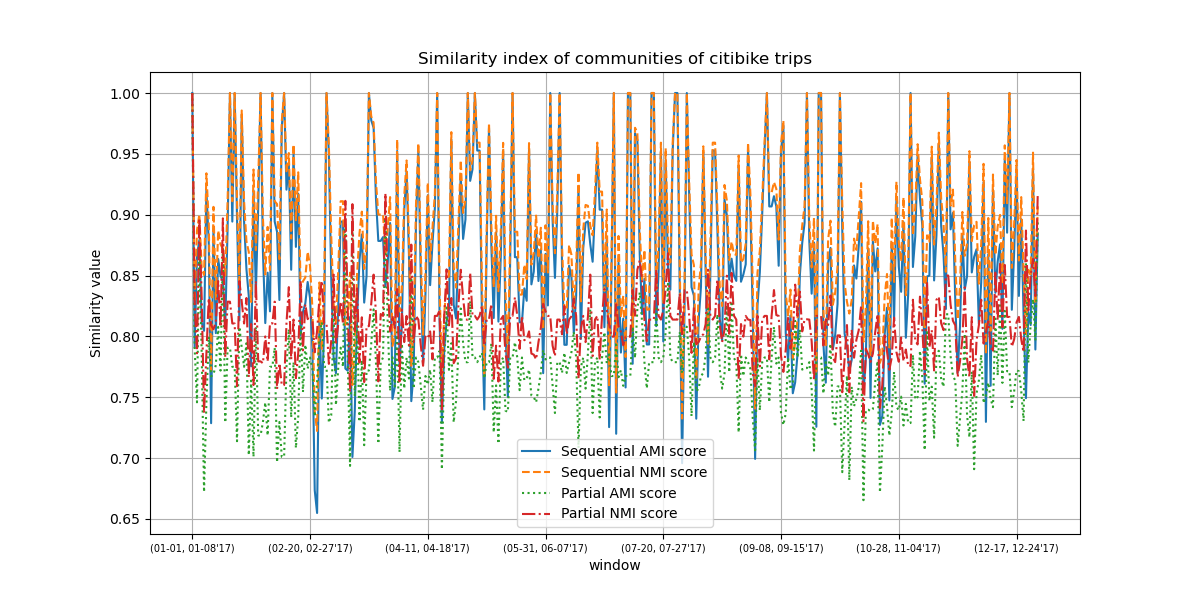 Similarity index of communities of citibike trips
1.00
0.95
0.90
0.85
0.80
0.75
0.70
0.65
Similarity value
Sequential AMI score
Sequential NMI score
Partial AMI score
Partial NMI score
(01-01, 01-08'17) (02-20, 02-27'17) (04-11, 04-18'17) (05-31, 06-07'17) (07-20, 07-27'17) (09-08, 09-15'17) (10-28, 11-04'17) (12-17, 12-24'17)
window